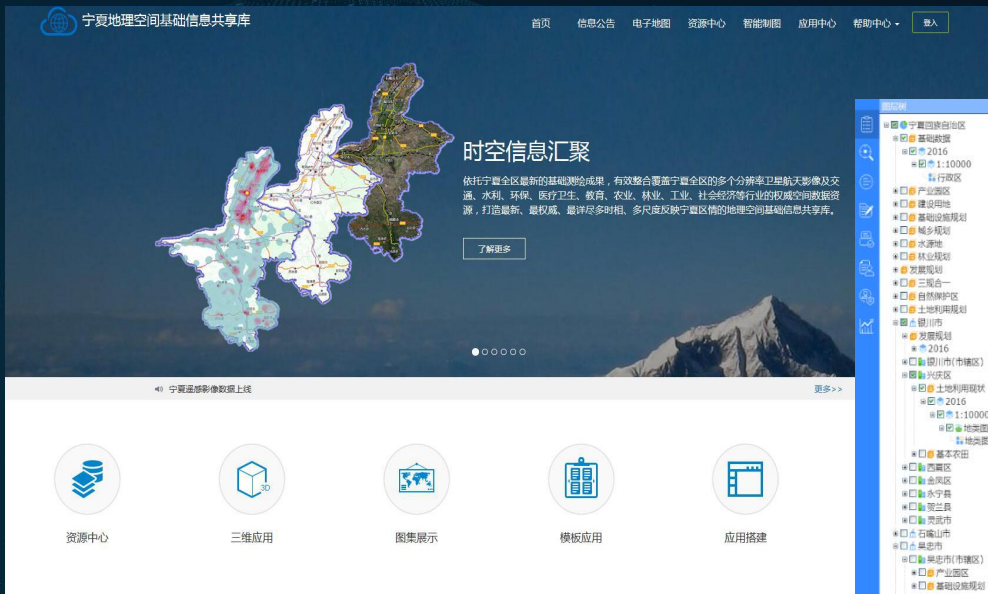 宁夏地理空间基础信息共享库
首页 信息公告 电子地图 资源中心 智能制图 应用中心 帮助中心 登入
时空信息汇聚
依托宁夏全区最新的基础测绘成果，有效整合覆盖宁夏全区的多个分辨率卫星航天影像及交
通、水利、环保、医疗卫生、教育、农业、林业、工业、社会经济等行业的权威空间数据资
源，打造最新、最权威、最详尽多时相、多尺度反映宁夏区情的地理空间基础信息共享库。
了解更多
宁夏遥感影像数据上线
更多>>
资源中心
三维应用
3D
图集展示
模板应用
应用搭建
图层树
宁夏回族自治区
基础数据
2016
1:10000
行政区
产业园区
建设用地
基础设施规划
城乡规划
水源地
林业规划
发展规划
三规合一
自然保护区
土地利用规划
银川市
发展规划
2016
银川市(市辖区)
兴庆区
土地利用现状
2016
1:10000
地类图
地类图
基本农田
西夏区
金凤区
永宁县
贺兰县
灵武市
石嘴山市
吴忠市
吴忠市(市辖区)
产业园区
基础设施规划